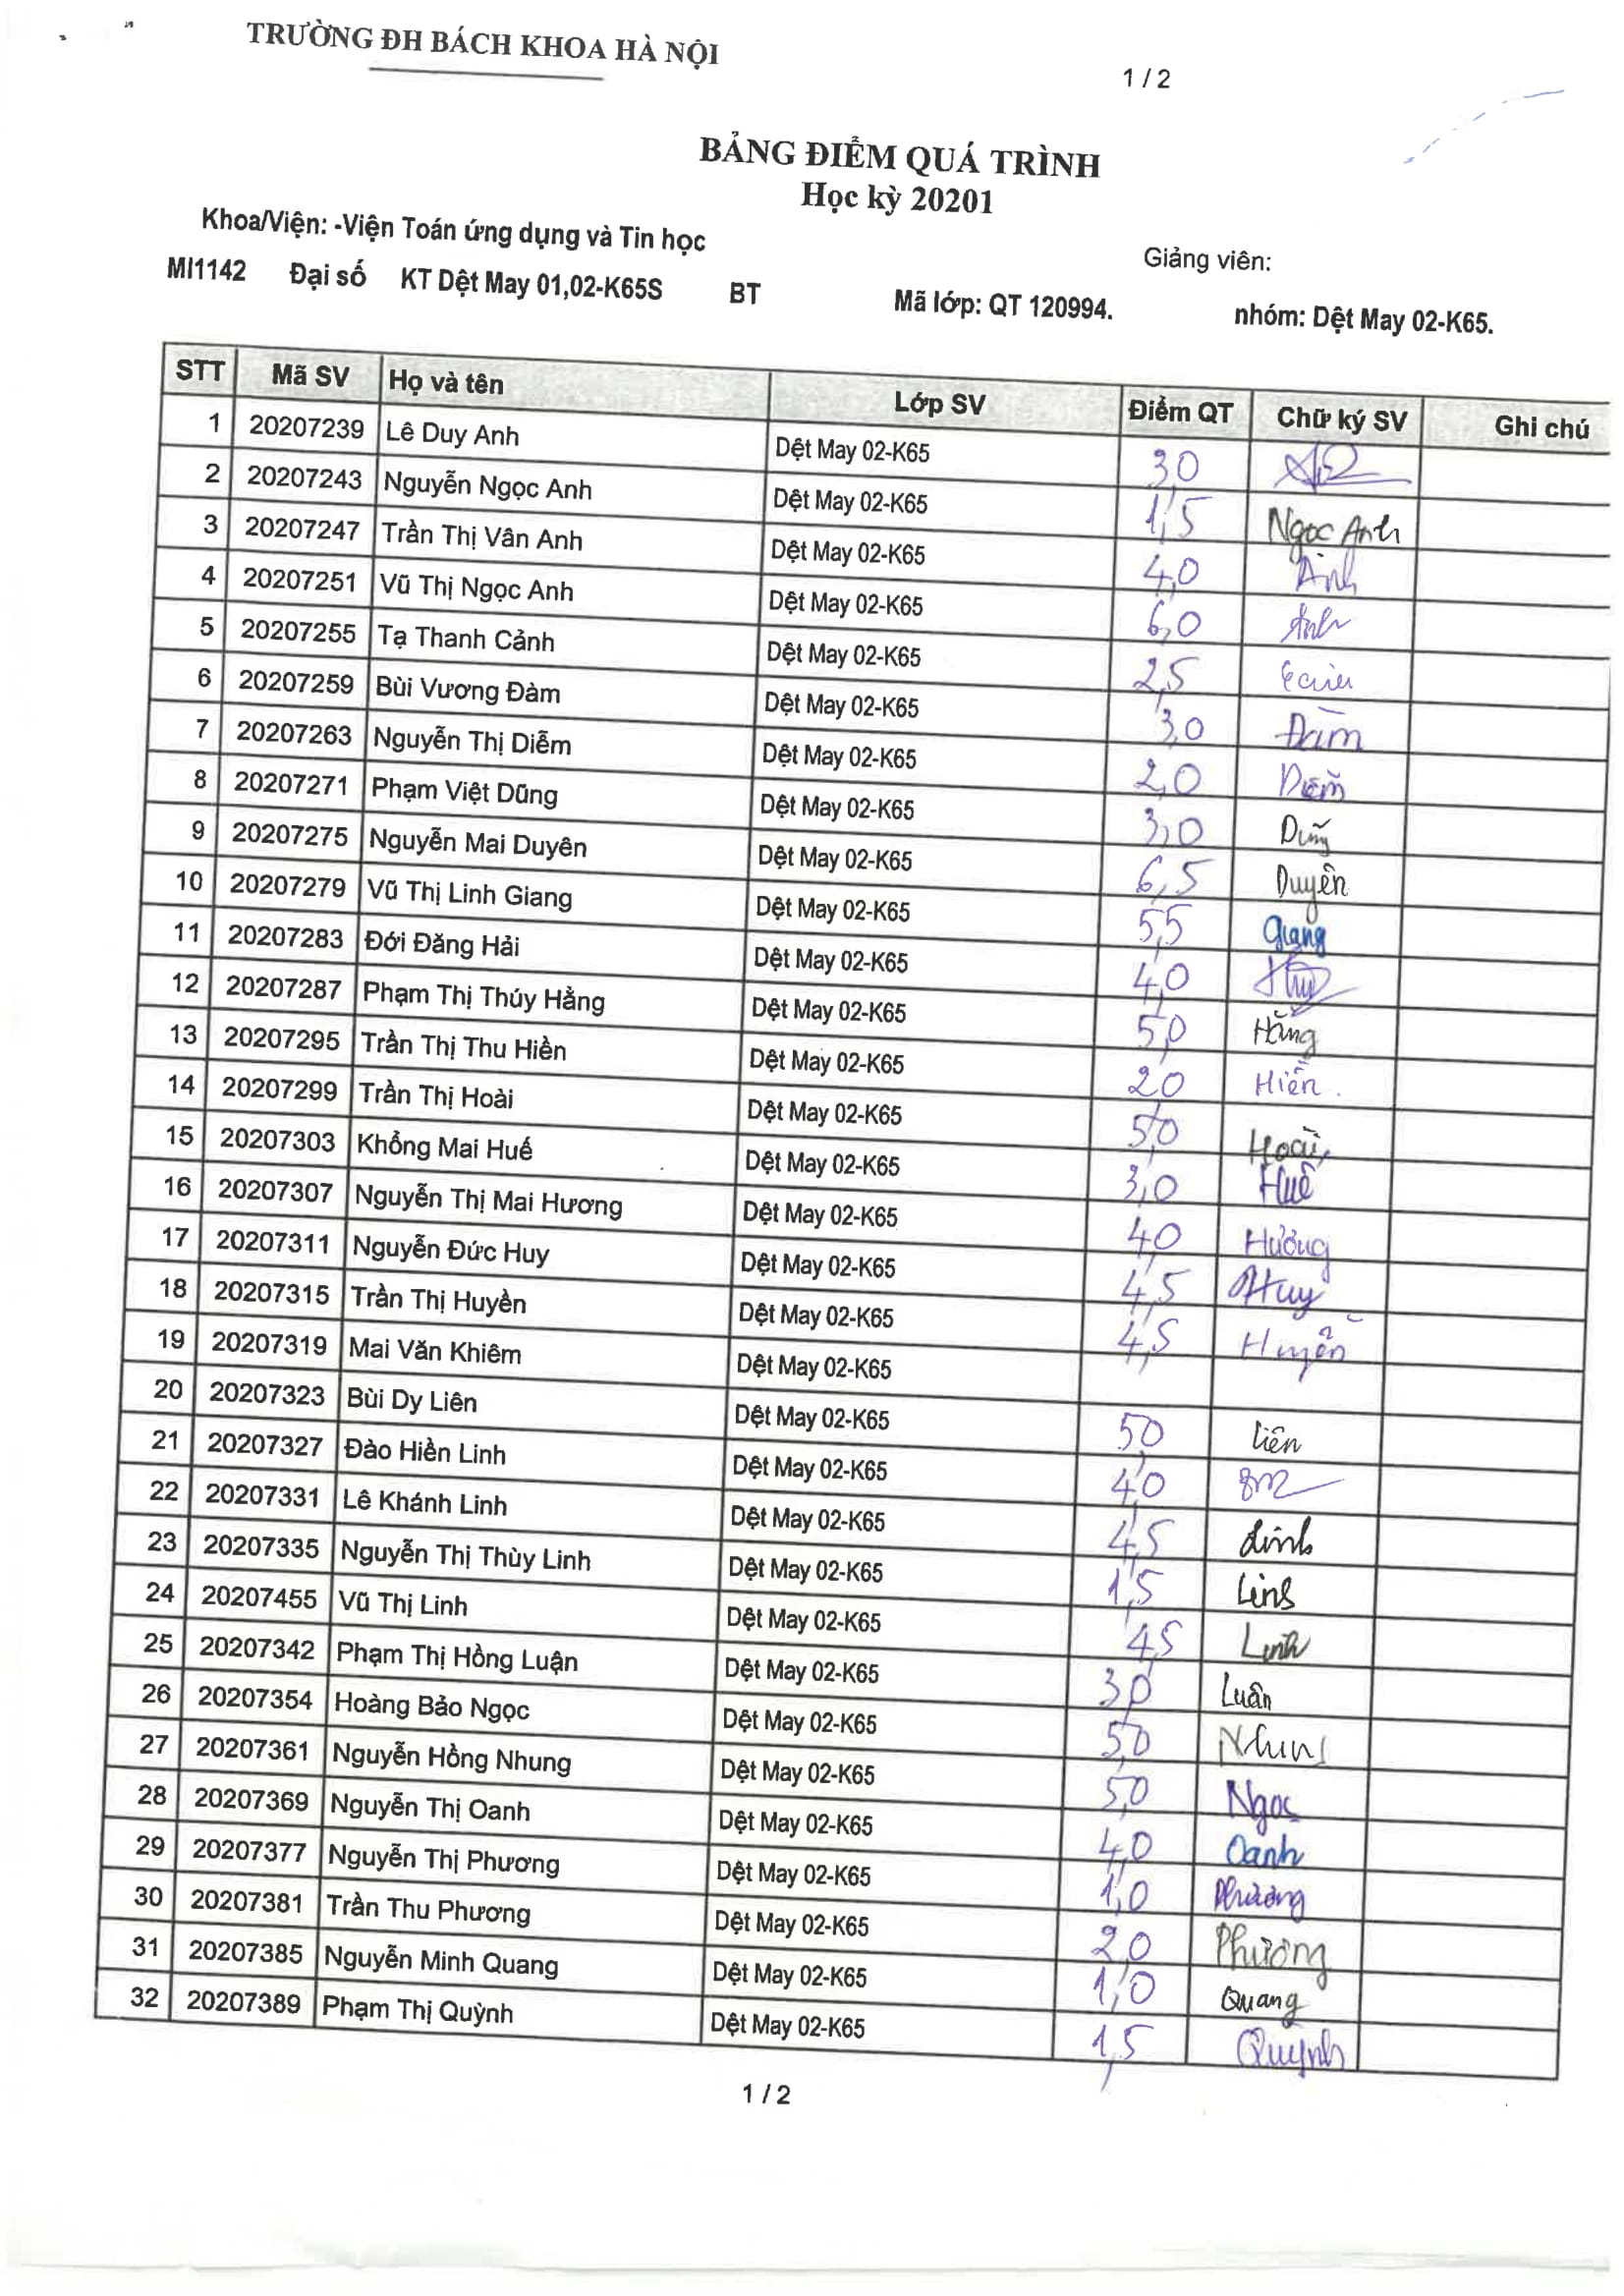 TRƯỜNG ĐH BÁCH KHOA HÀ NỘI
1 / 2
BẢNG ĐIỂM QUÁ TRÌNH
Học kỳ 20201
Khoa/Viện: -Viện Toán ứng dụng và Tin học
Giảng viên:
MI1142 Đại số KT Dệt May 01,02-K65S BT Mã lớp: QT 120994. nhóm: Dệt May 02-K65.
STT Mã SV Họ và tên Lớp SV Điểm QT Chữ ký SV Ghi chú
1 20207239 Lê Duy Anh Dệt May 02-K65 3,0
2 20207243 Nguyễn Ngọc Anh Dệt May 02-K65 1,5 Ngọc Anh
3 20207247 Trần Thị Vân Anh Dệt May 02-K65 4,0 Anh
4 20207251 Vũ Thị Ngọc Anh Dệt May 02-K65 6,0 Anh
5 20207255 Tạ Thanh Cảnh Dệt May 02-K65 2,5
6 20207259 Bùi Vương Đàm Dệt May 02-K65 3,0 Đàm
7 20207263 Nguyễn Thị Diễm Dệt May 02-K65 2,0 Diễm
8 20207271 Phạm Việt Dũng Dệt May 02-K65 3,0 Dũng
9 20207275 Nguyễn Mai Duyên Dệt May 02-K65 6,5 Duyên
10 20207279 Vũ Thị Linh Giang Dệt May 02-K65 5,5 Giang
11 20207283 Đới Đăng Hải Dệt May 02-K65 4,0
12 20207287 Phạm Thị Thúy Hằng Dệt May 02-K65 5,0 Hằng
13 20207295 Trần Thị Thu Hiền Dệt May 02-K65 2,0 Hiền.
14 20207299 Trần Thị Hoài Dệt May 02-K65 5,0 Hoài
15 20207303 Khổng Mai Huế Dệt May 02-K65 3,0 Huế
16 20207307 Nguyễn Thị Mai Hương Dệt May 02-K65 4,0 Hương
17 20207311 Nguyễn Đức Huy Dệt May 02-K65 4,5 Huy
18 20207315 Trần Thị Huyền Dệt May 02-K65 4,5 Huyền
19 20207319 Mai Văn Khiêm Dệt May 02-K65
20 20207323 Bùi Dy Liên Dệt May 02-K65 5,0 Liên
21 20207327 Đào Hiền Linh Dệt May 02-K65 4,0
22 20207331 Lê Khánh Linh Dệt May 02-K65 4,5 Linh
23 20207335 Nguyễn Thị Thùy Linh Dệt May 02-K65 1,5 Linh
24 20207455 Vũ Thị Linh Dệt May 02-K65 4,5 Linh
25 20207342 Phạm Thị Hồng Luận Dệt May 02-K65 3,0 Luận
26 20207354 Hoàng Bảo Ngọc Dệt May 02-K65 5,0 Nhung
27 20207361 Nguyễn Hồng Nhung Dệt May 02-K65 5,0 Ngọc
28 20207369 Nguyễn Thị Oanh Dệt May 02-K65 4,0 Oanh
29 20207377 Nguyễn Thị Phương Dệt May 02-K65 1,0 Phương
30 20207381 Trần Thu Phương Dệt May 02-K65 2,0 Phương
31 20207385 Nguyễn Minh Quang Dệt May 02-K65 1,0 Quang
32 20207389 Phạm Thị Quỳnh Dệt May 02-K65 1,5 Quỳnh
1 / 2